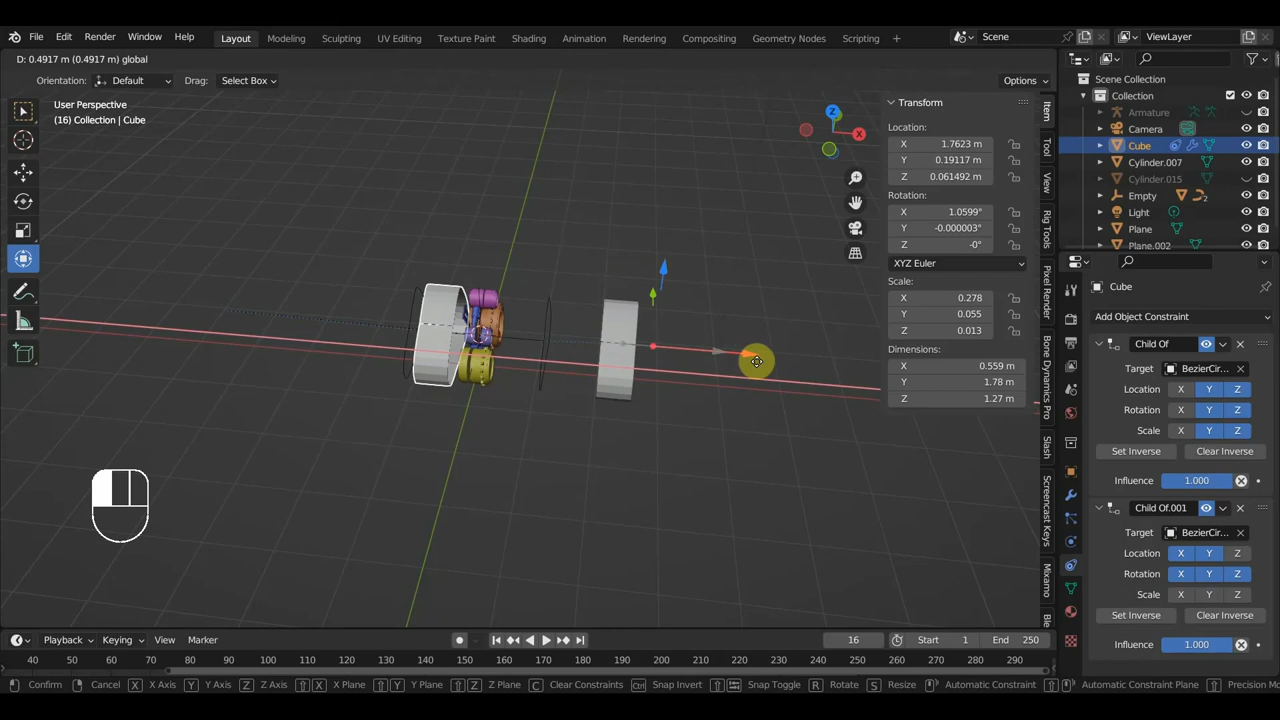 File Edit Render Window Help Layout Modeling Sculpting UV Editing Texture Paint Shading Animation Rendering Compositing Geometry Nodes Scripting + Scene ViewLayer
D: 0.4917 m (0.4917 m) global
Orientation: Default Drag: Select Box Options
User Perspective
(16) Collection | Cube
Z
X
Transform
Location:
X 1.7623 m
Y 0.19117 m
Z 0.061492 m
Rotation:
X 1.0599°
Y -0.000003°
Z -0°
XYZ Euler
Scale:
X 0.278
Y 0.055
Z 0.013
Dimensions:
X 0.559 m
Y 1.78 m
Z 1.27 m
Item
Tool
View
Rig Tools
Pixel Render
Bone Dynamics Pro
Slash
Screencast Keys
Mixamo
Ble
Scene Collection
Collection
Armature
Camera
Cube
Cylinder.007
Cylinder.015
Empty 2
Light
Plane
Plane.002
Cube
Add Object Constraint
Child Of
Target BezierCir...
Location X Y Z
Rotation X Y Z
Scale X Y Z
Set Inverse Clear Inverse
Influence 1.000
Child Of.001
Target BezierCir...
Location X Y Z
Rotation X Y Z
Scale X Y Z
Set Inverse Clear Inverse
Influence 1.000
Playback Keying View Marker 16 Start 1 End 250
40 50 60 70 80 90 100 110 120 130 140 150 160 170 180 190 200 210 220 230 240 250 260 270 280 290
Confirm Cancel X X Axis Y Y Axis Z Z Axis X X Plane Y Y Plane Z Z Plane C Clear Constraints Ctrl Snap Invert Snap Toggle R Rotate S Resize Automatic Constraint Automatic Constraint Plane Precision Mo